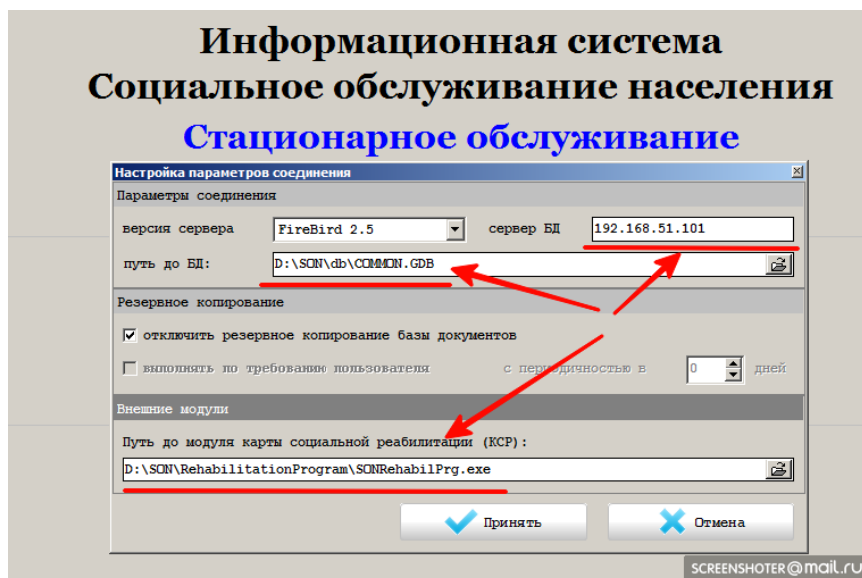 Информационная система
Социальное обслуживание населения
Стационарное обслуживание
Настройка параметров соединения
Параметры соединения
версия сервера FireBird 2.5 сервер БД 192.168.51.101
путь до БД: D:\SON\db\COMMON.GDB
Резервное копирование
отключить резервное копирование базы документов
выполнять по требованию пользователя с периодичностью в 0 дней
Внешние модули
Путь до модуля карты социальной реабилитации (КСР):
D:\SON\RehabilitationProgram\SONRehabilPrg.exe
Принять Отмена
SCREENSHOTER@mail.ru